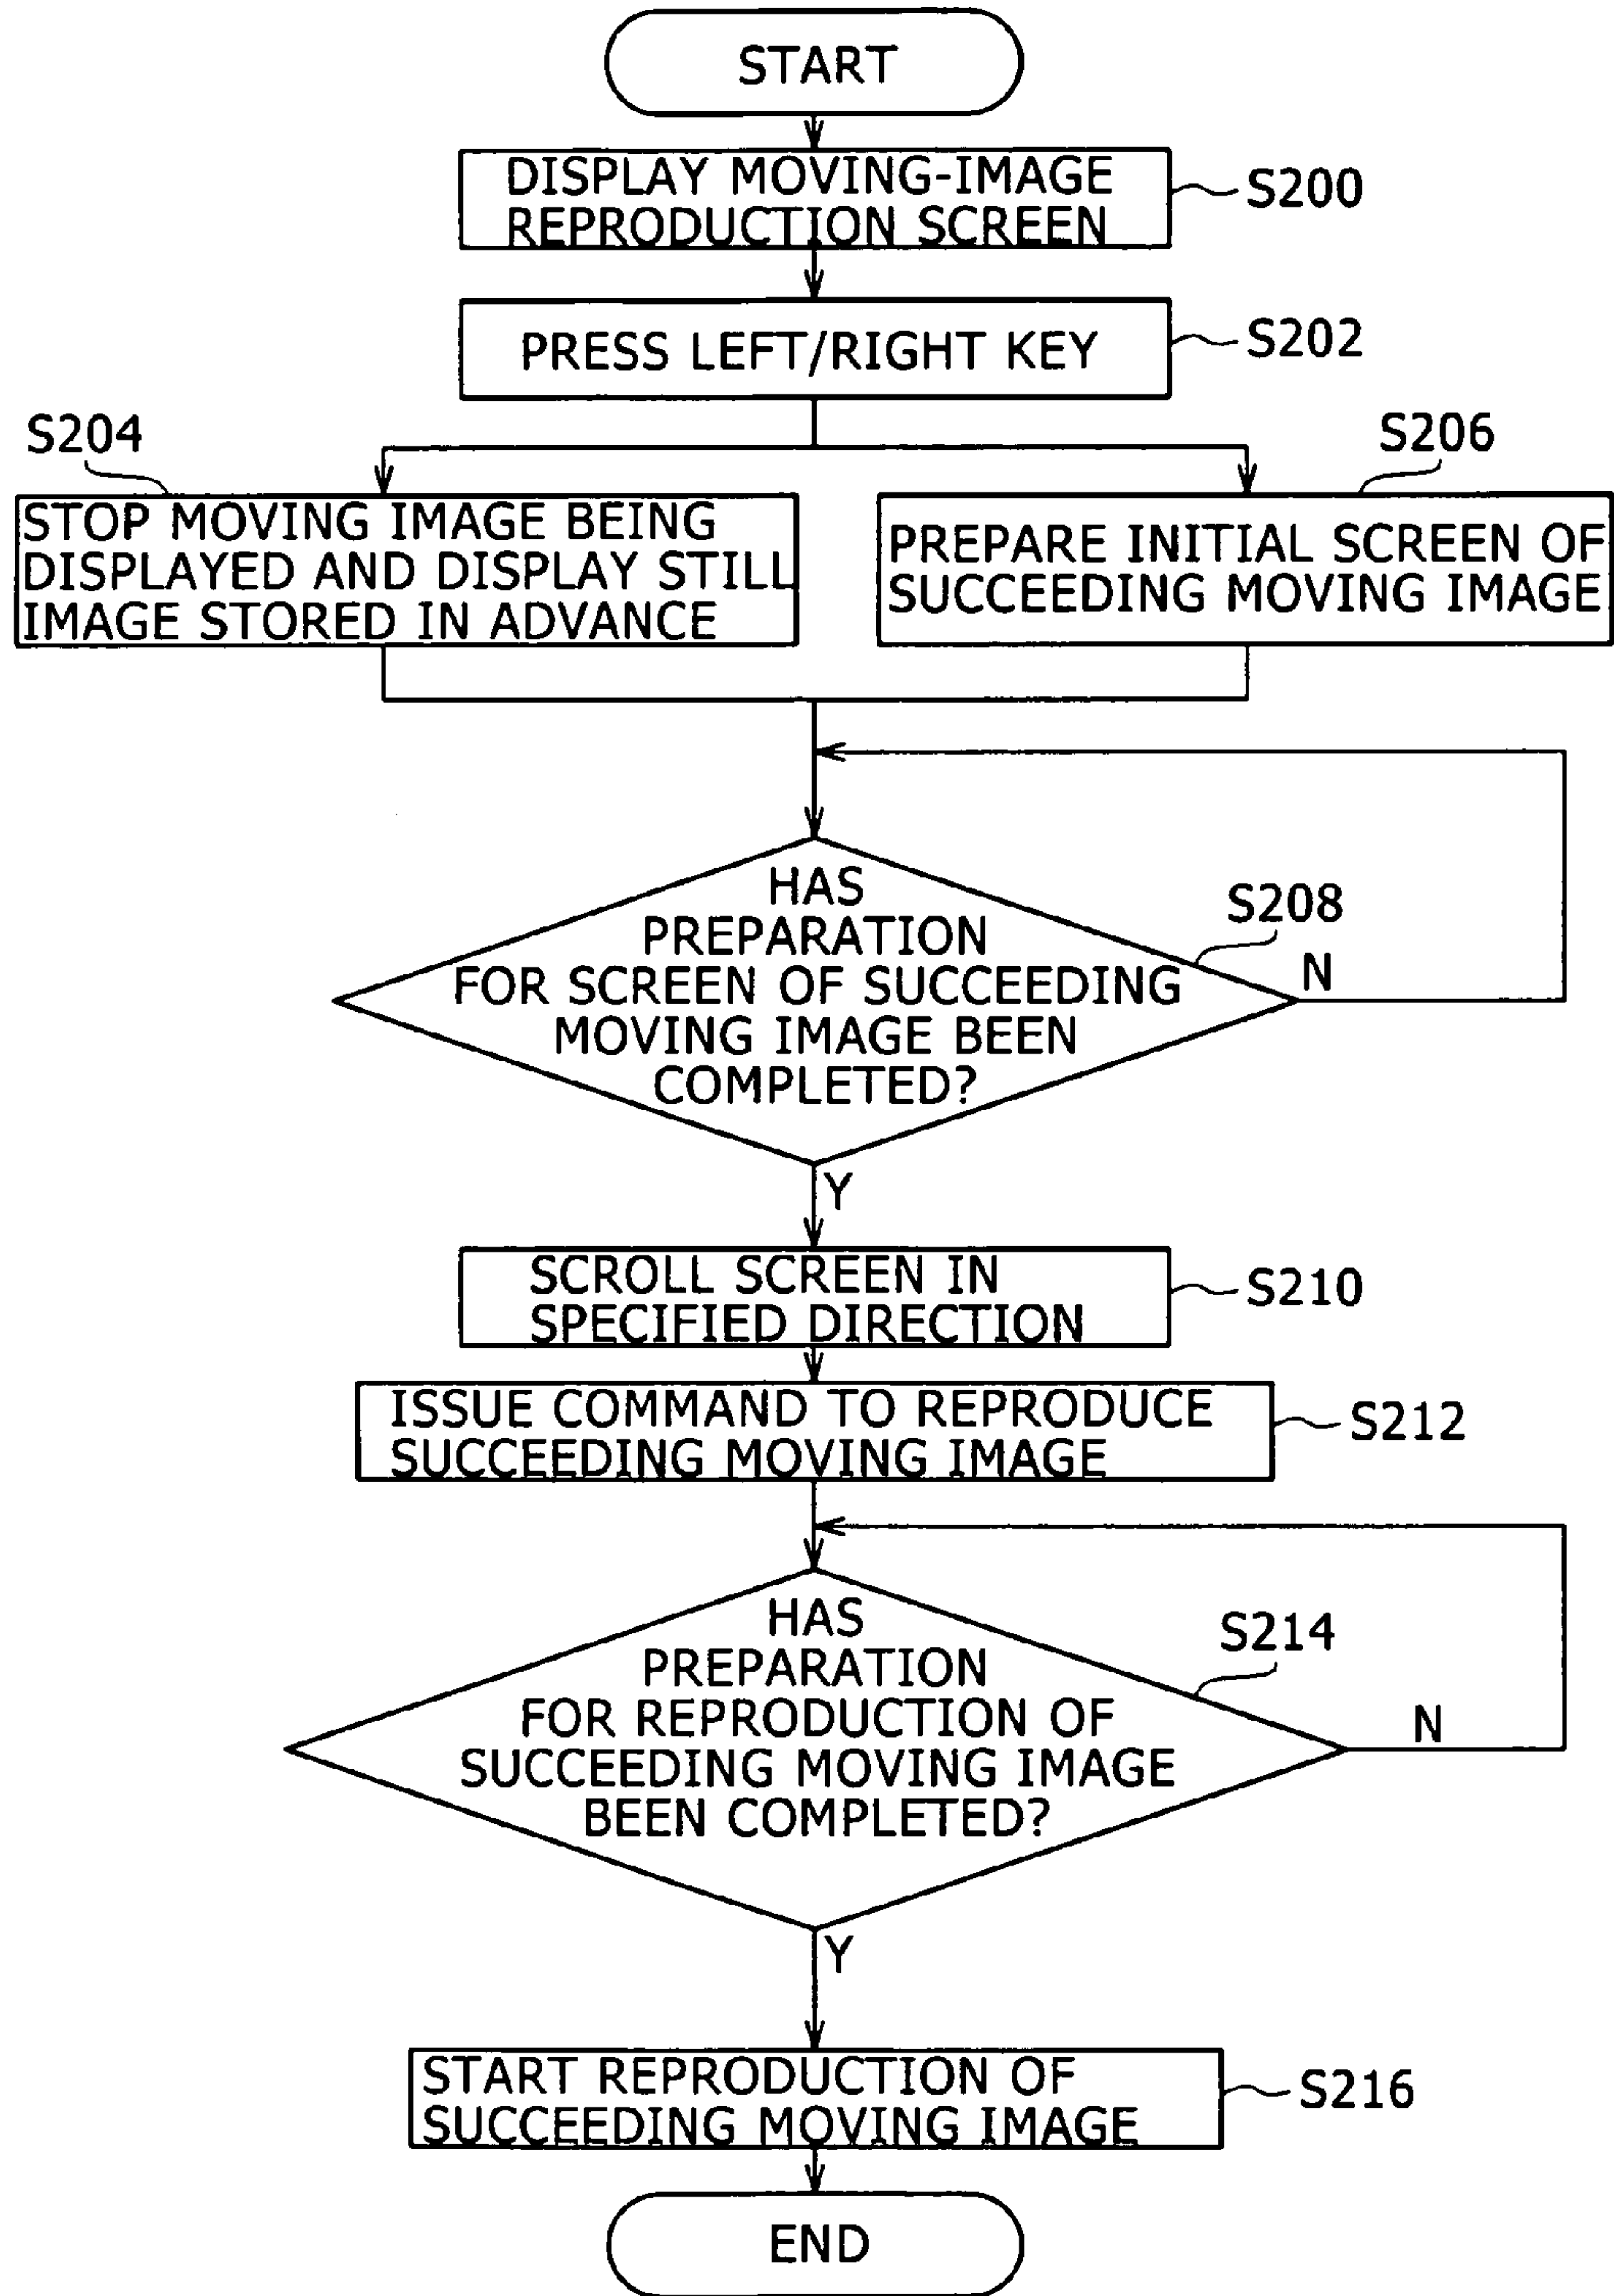 START
DISPLAY MOVING-IMAGE
REPRODUCTION SCREEN
S200
PRESS LEFT/RIGHT KEY
S202
S204
STOP MOVING IMAGE BEING
DISPLAYED AND DISPLAY STILL
IMAGE STORED IN ADVANCE
S206
PREPARE INITIAL SCREEN OF
SUCCEEDING MOVING IMAGE
HAS
PREPARATION
FOR SCREEN OF SUCCEEDING
MOVING IMAGE BEEN
COMPLETED?
S208
N
Y
SCROLL SCREEN IN
SPECIFIED DIRECTION
S210
ISSUE COMMAND TO REPRODUCE
SUCCEEDING MOVING IMAGE
S212
HAS
PREPARATION
FOR REPRODUCTION OF
SUCCEEDING MOVING IMAGE
BEEN COMPLETED?
S214
N
Y
START REPRODUCTION OF
SUCCEEDING MOVING IMAGE
S216
END